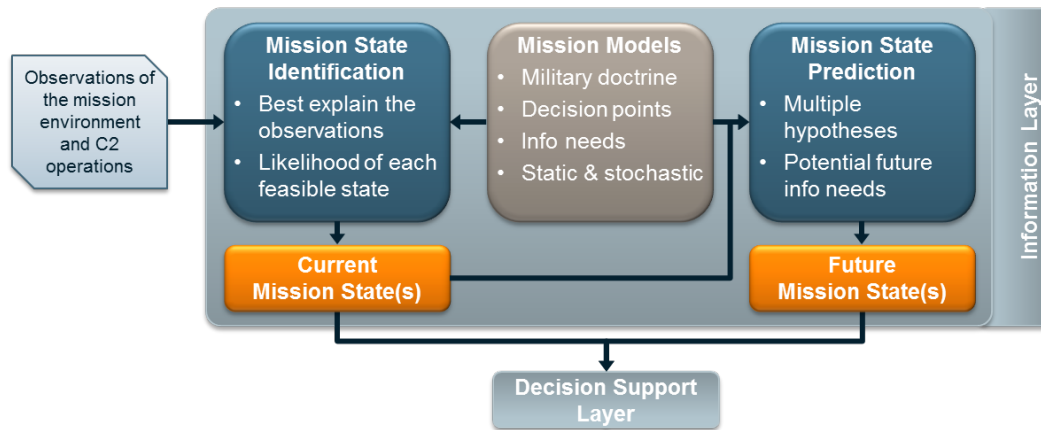 Observations of
the mission
environment
and C2
operations
Mission State
Identification
• Best explain the
observations
• Likelihood of each
feasible state
Mission Models
• Military doctrine
• Decision points
• Info needs
• Static & stochastic
Mission State
Prediction
• Multiple
hypotheses
• Potential future
info needs
Current
Mission State(s)
Future
Mission State(s)
Information Layer
Decision Support
Layer